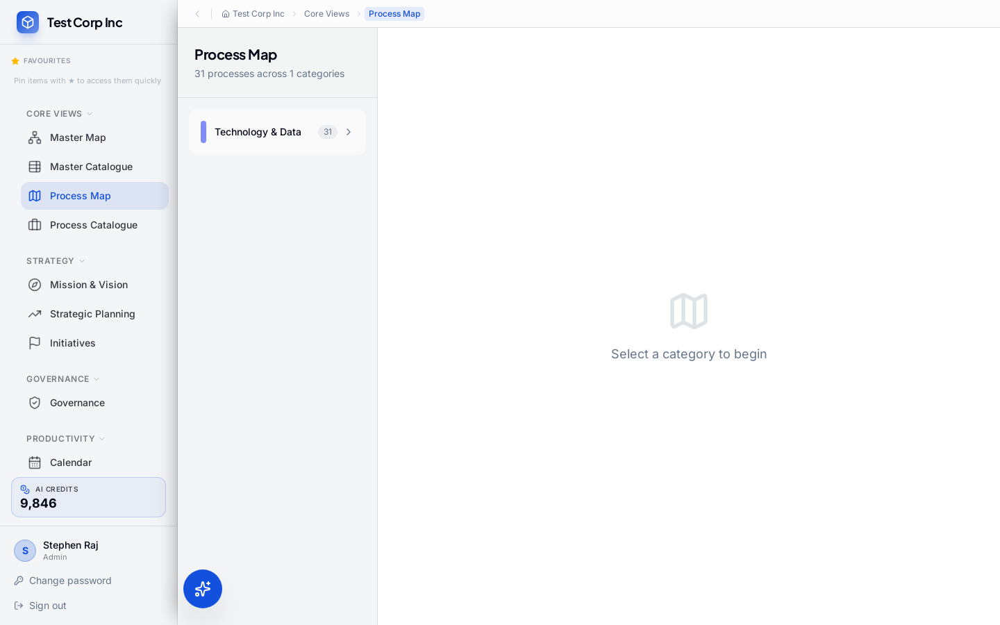 Test Corp Inc
FAVOURITES
Pin items with ★ to access them quickly
CORE VIEWS
Master Map
Master Catalogue
Process Map
Process Catalogue
STRATEGY
Mission & Vision
Strategic Planning
Initiatives
GOVERNANCE
Governance
PRODUCTIVITY
Calendar
AI CREDITS
9,846
S
Stephen Raj
Admin
Change password
Sign out
Test Corp Inc
Core Views
Process Map
Process Map
31 processes across 1 categories
Technology & Data 31
Select a category to begin